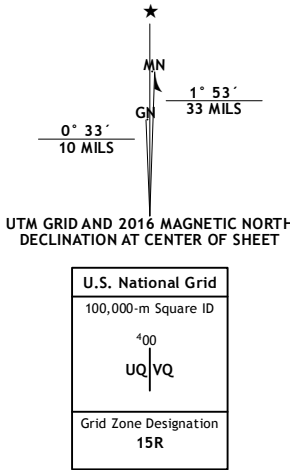 ★
MN
1° 53´
33 MILS
GN
0° 33´
10 MILS
UTM GRID AND 2016 MAGNETIC NORTH
DECLINATION AT CENTER OF SHEET
U.S. National Grid
100,000-m Square ID
⁴00
UQ VQ
Grid Zone Designation
15R